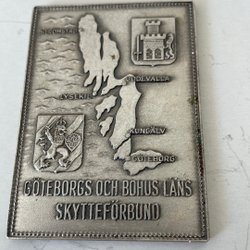 STRÖMSTAD
UDDEVALLA
LYSEKIL
KUNGÄLV
GÖTEBORG
GÖTEBORGS OCH BOHUS LÄNS
SKYTTEFÖRBUND